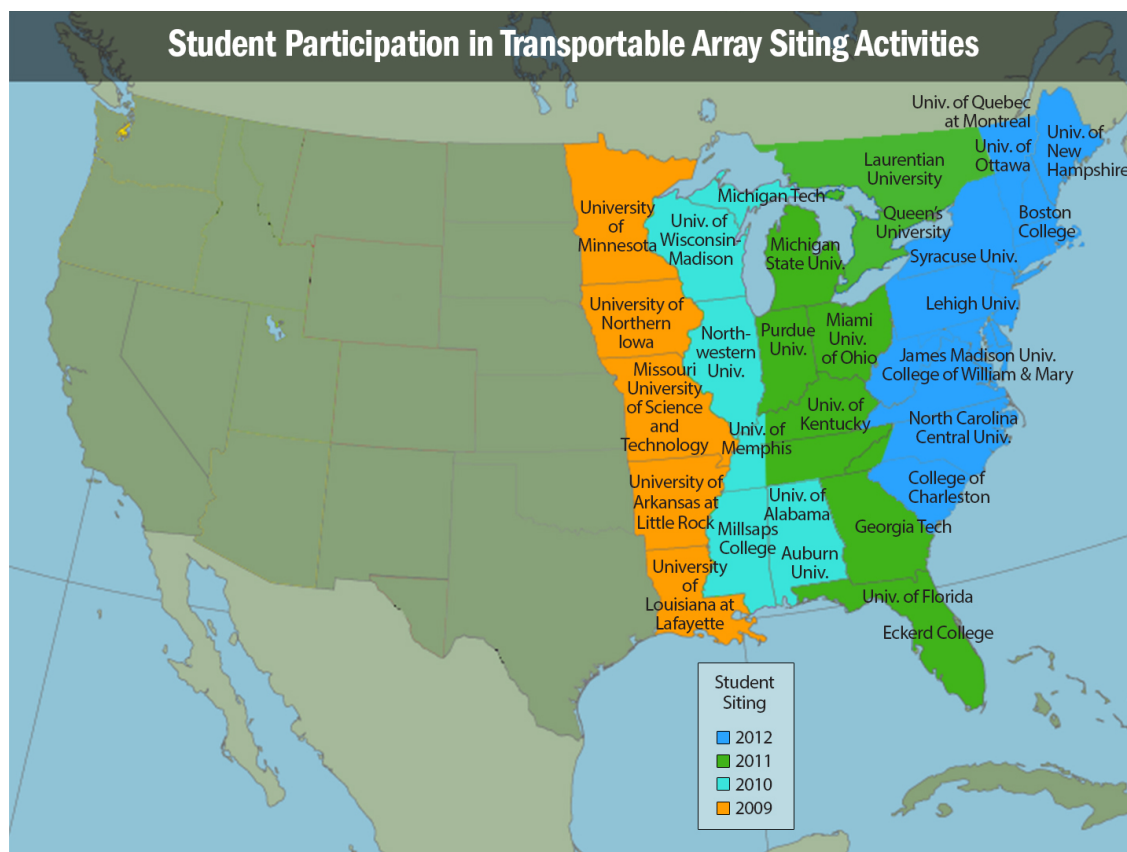 Student Participation in Transportable Array Siting Activities
Univ. of Quebec
at Montreal
Univ. of
New
Hampshire
Univ. of
Ottawa
Laurentian
University
Michigan Tech
Queen's
University
Boston
College
University
of
Minnesota
Univ. of
Wisconsin-
Madison
Michigan
State Univ.
Syracuse Univ.
Lehigh Univ.
University of
Northern
Iowa
North-
western
Univ.
Purdue
Univ.
Miami
Univ.
of Ohio
James Madison Univ.
College of William & Mary
Missouri
University
of Science
and
Technology
Univ. of
Memphis
Univ. of
Kentucky
North Carolina
Central Univ.
University of
Arkansas at
Little Rock
Univ. of
Alabama
College of
Charleston
Millsaps
College
Auburn
Univ.
Georgia Tech
University
of
Louisiana at
Lafayette
Univ. of Florida
Eckerd College
Student
Siting
2012
2011
2010
2009